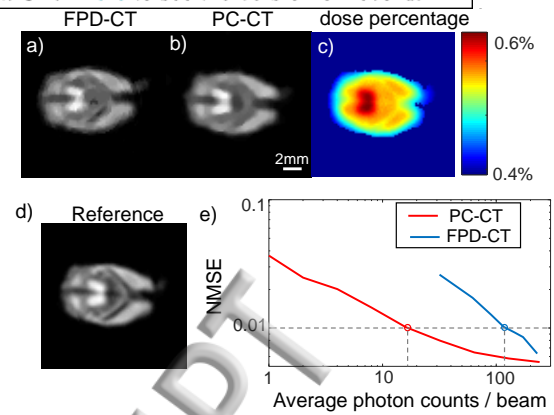 FPD-CT PC-CT dose percentage
a) b) c) 0.6%
2mm
0.4%
d) Reference e) 0.1
PC-CT
FPD-CT
NMSE
0.01
1 10 100
Average photon counts / beam